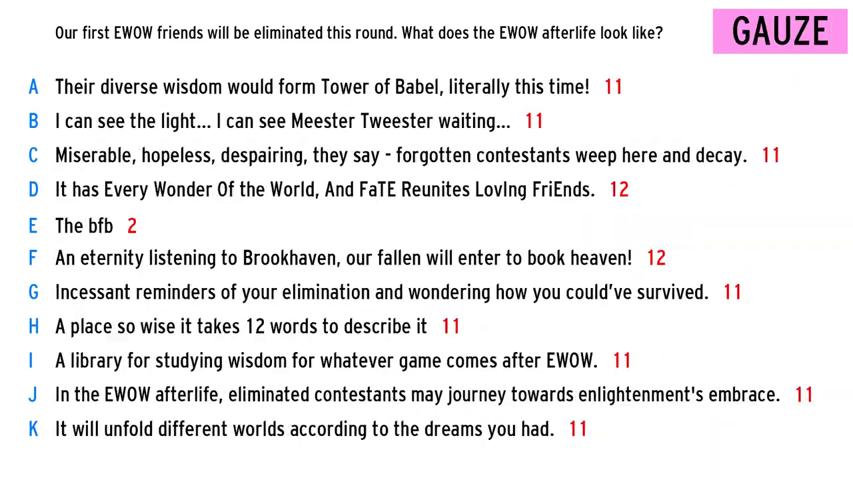 Our first EWOW friends will be eliminated this round. What does the EWOW afterlife look like?
GAUZE
A Their diverse wisdom would form Tower of Babel, literally this time! 11
B I can see the light... I can see Meester Tweester waiting... 11
C Miserable, hopeless, despairing, they say - forgotten contestants weep here and decay. 11
D It has Every Wonder Of the World, And FaTE Reunites LovIng FriEnds. 12
E The bfb 2
F An eternity listening to Brookhaven, our fallen will enter to book heaven! 12
G Incessant reminders of your elimination and wondering how you could've survived. 11
H A place so wise it takes 12 words to describe it 11
I A library for studying wisdom for whatever game comes after EWOW. 11
J In the EWOW afterlife, eliminated contestants may journey towards enlightenment's embrace. 11
K It will unfold different worlds according to the dreams you had. 11